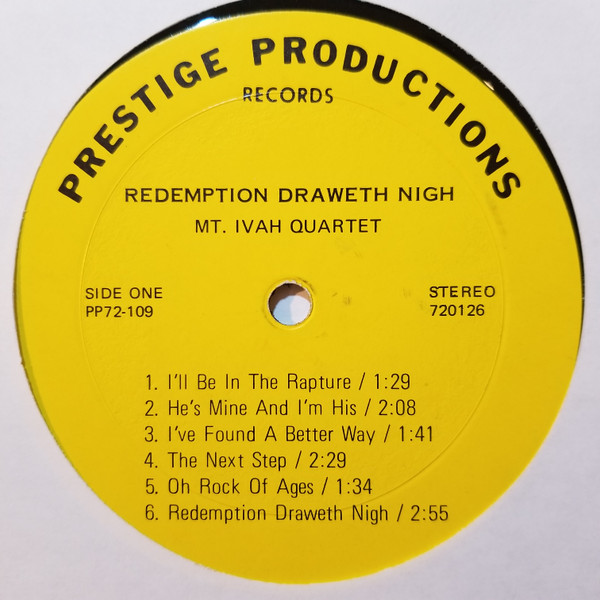 PRESTIGE PRODUCTIONS
RECORDS
REDEMPTION DRAWETH NIGH
MT. IVAH QUARTET
SIDE ONE
PP72-109
STEREO
720126
1. I'll Be In The Rapture / 1:29
2. He's Mine And I'm His / 2:08
3. I've Found A Better Way / 1:41
4. The Next Step / 2:29
5. Oh Rock Of Ages / 1:34
6. Redemption Draweth Nigh / 2:55